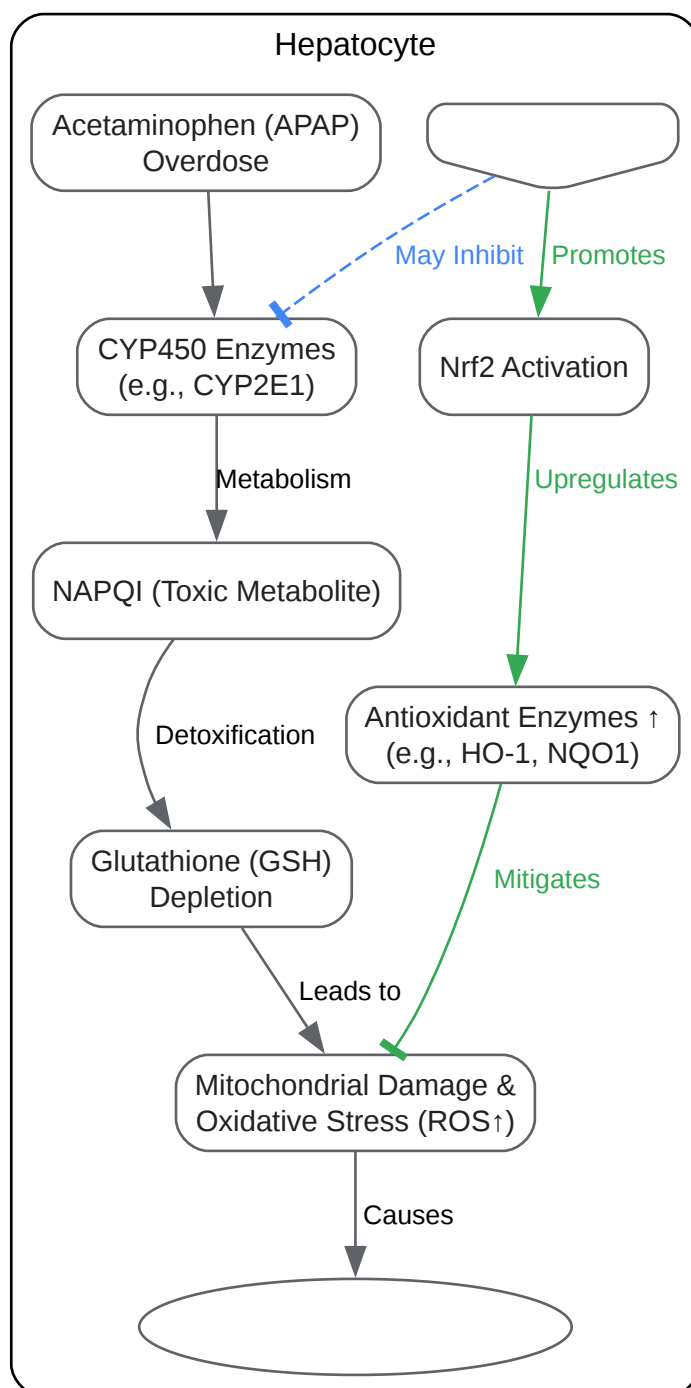 Hepatocyte
Acetaminophen (APAP)
Overdose
May Inhibit
Promotes
CYP450 Enzymes
(e.g., CYP2E1)
Nrf2 Activation
Metabolism
Upregulates
NAPQI (Toxic Metabolite)
Detoxification
Antioxidant Enzymes ↑
(e.g., HO-1, NQO1)
Glutathione (GSH)
Depletion
Mitigates
Leads to
Mitochondrial Damage &
Oxidative Stress (ROS↑)
Causes